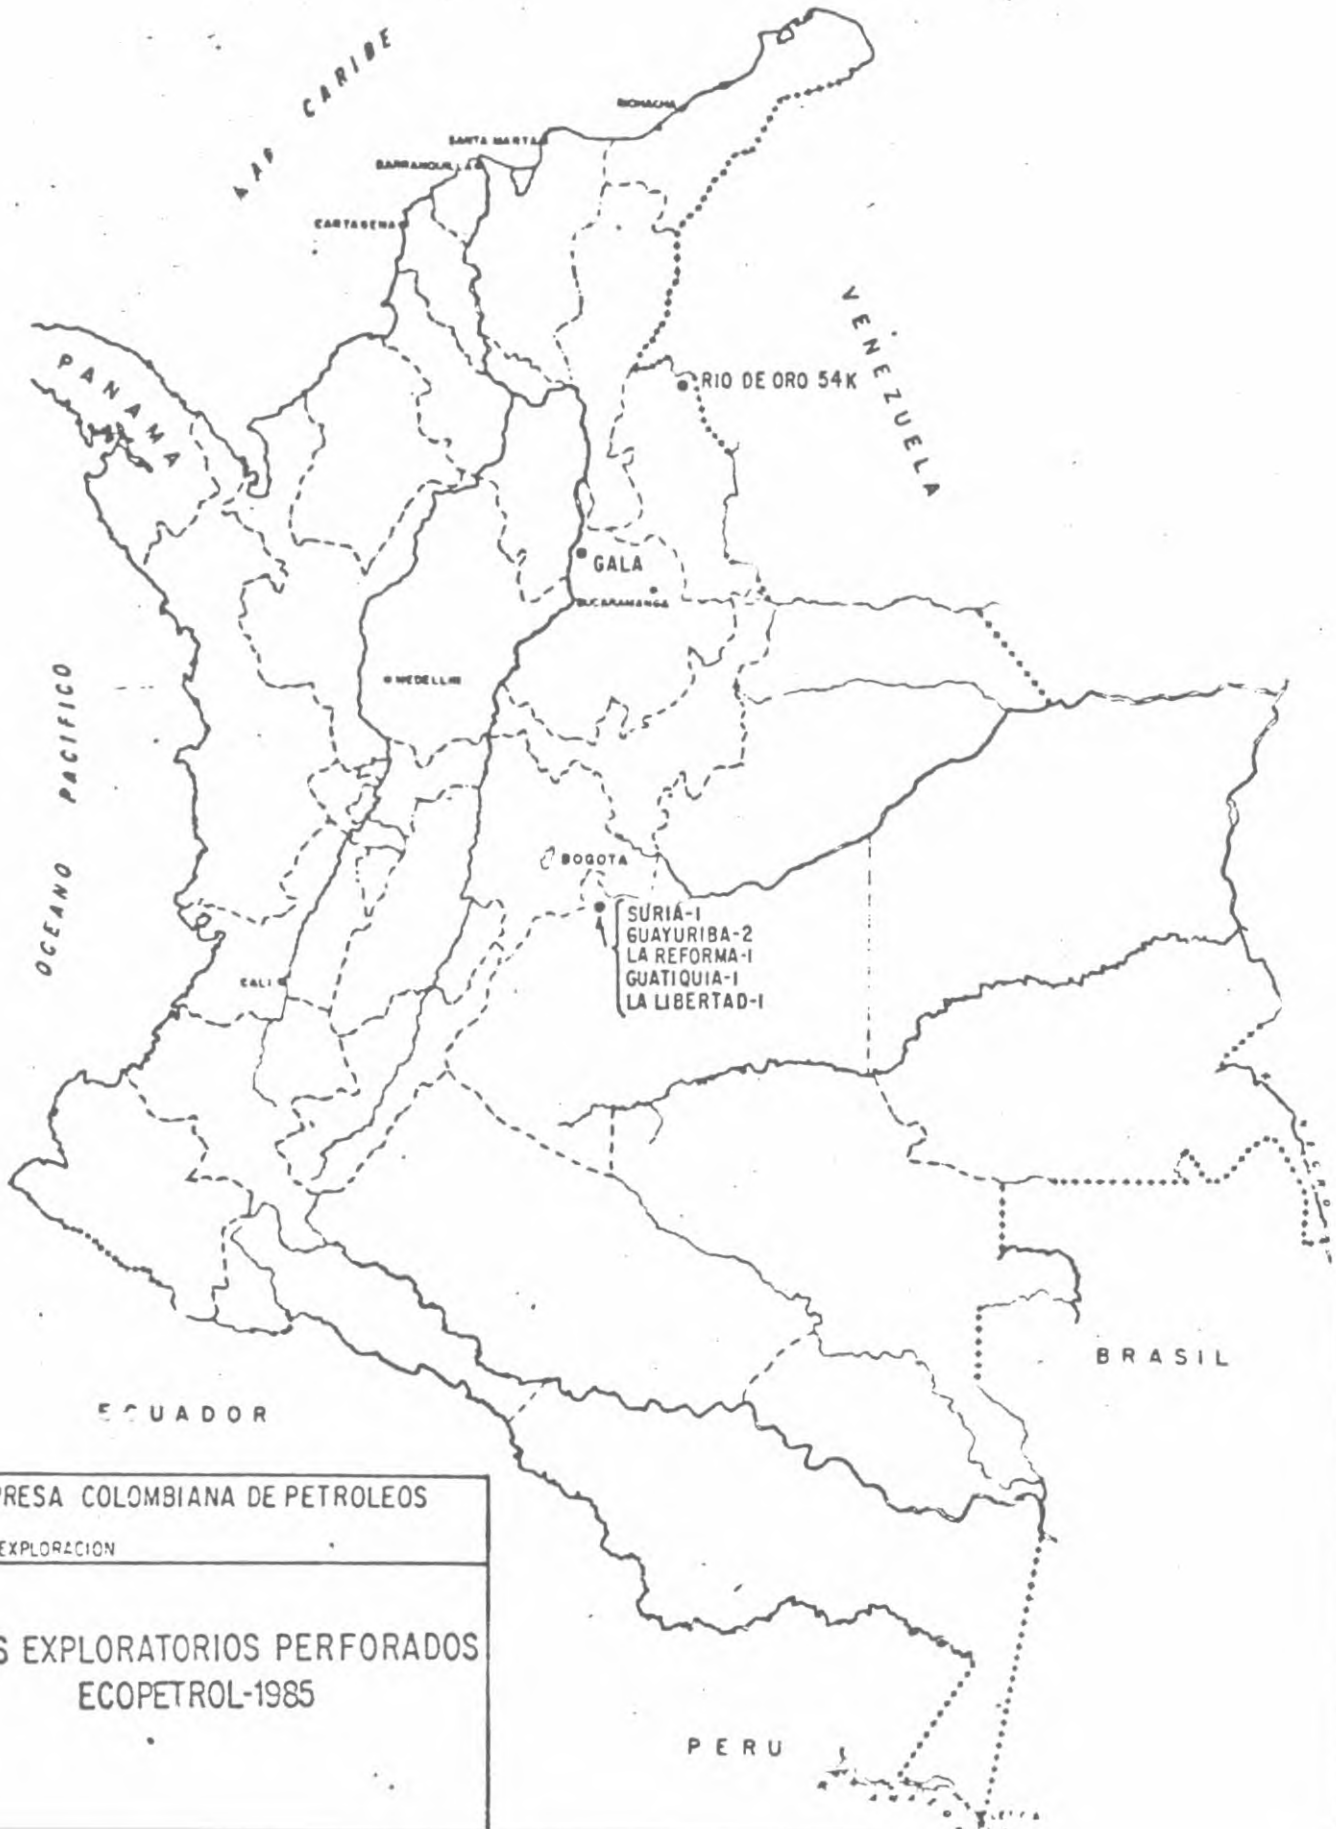 MAR CARIBE
RIOHACHA
SANTA MARTA
BARRANQUILLA
CARTAGENA
VENEZUELA
PANAMA
RIO DE ORO 54K
GALA
BUCARAMANGA
MEDELLIN
OCEANO PACIFICO
BOGOTA
SURIA-1
GUAYURIBA-2
LA REFORMA-1
GUATIQUIA-1
LA LIBERTAD-1
CALI
BRASIL
ECUADOR
PRESA COLOMBIANA DE PETROLEOS
EXPLORACION
S EXPLORATORIOS PERFORADOS
ECOPETROL-1985
PERU